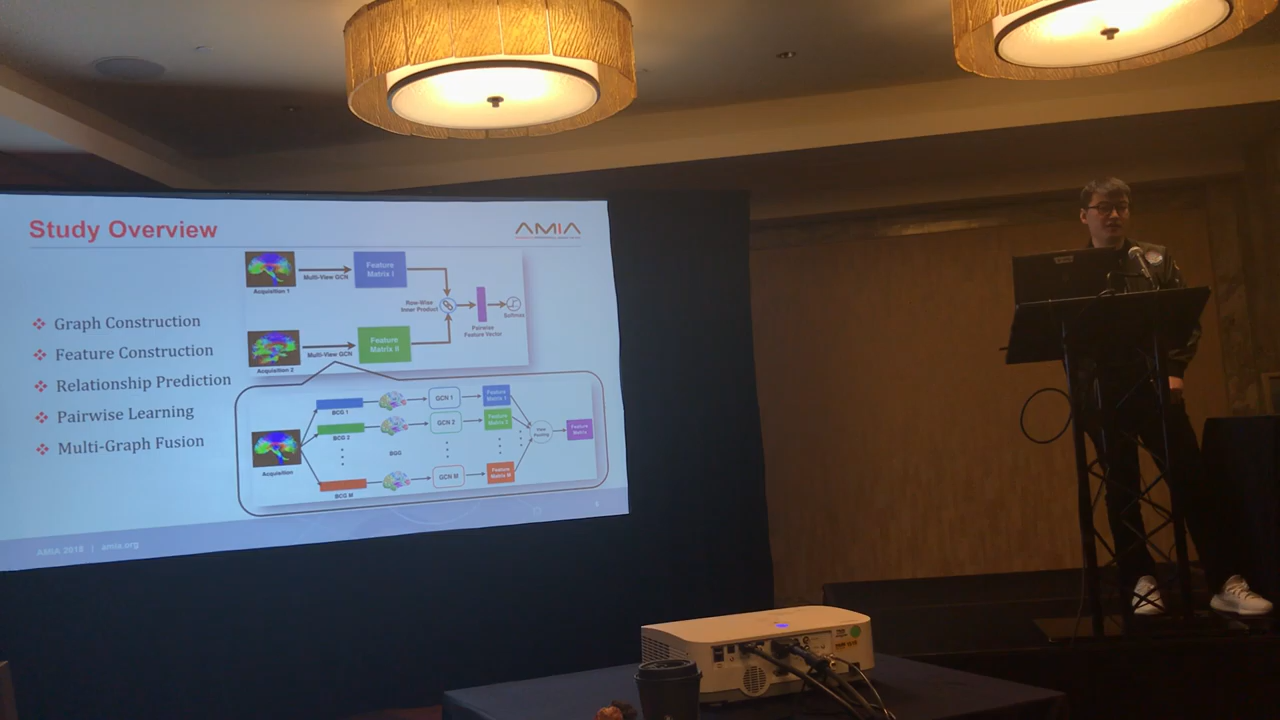 Study Overview
AMIA
Graph Construction
Feature Construction
Relationship Prediction
Pairwise Learning
Multi-Graph Fusion
Acquisition 1
Multi-View GCN
Feature
Matrix I
Row-Wise
Inner Product
Pairwise
Feature Vector
Softmax
Acquisition 2
Multi-View GCN
Feature
Matrix II
Acquisition
BCG 1
GCN 1
Feature
Matrix 1
BCG 2
GCN 2
Feature
View
Pooling
Feature
Matrix
BCG M
GCN M
Feature
Matrix M
AMIA 2018 | amia.org